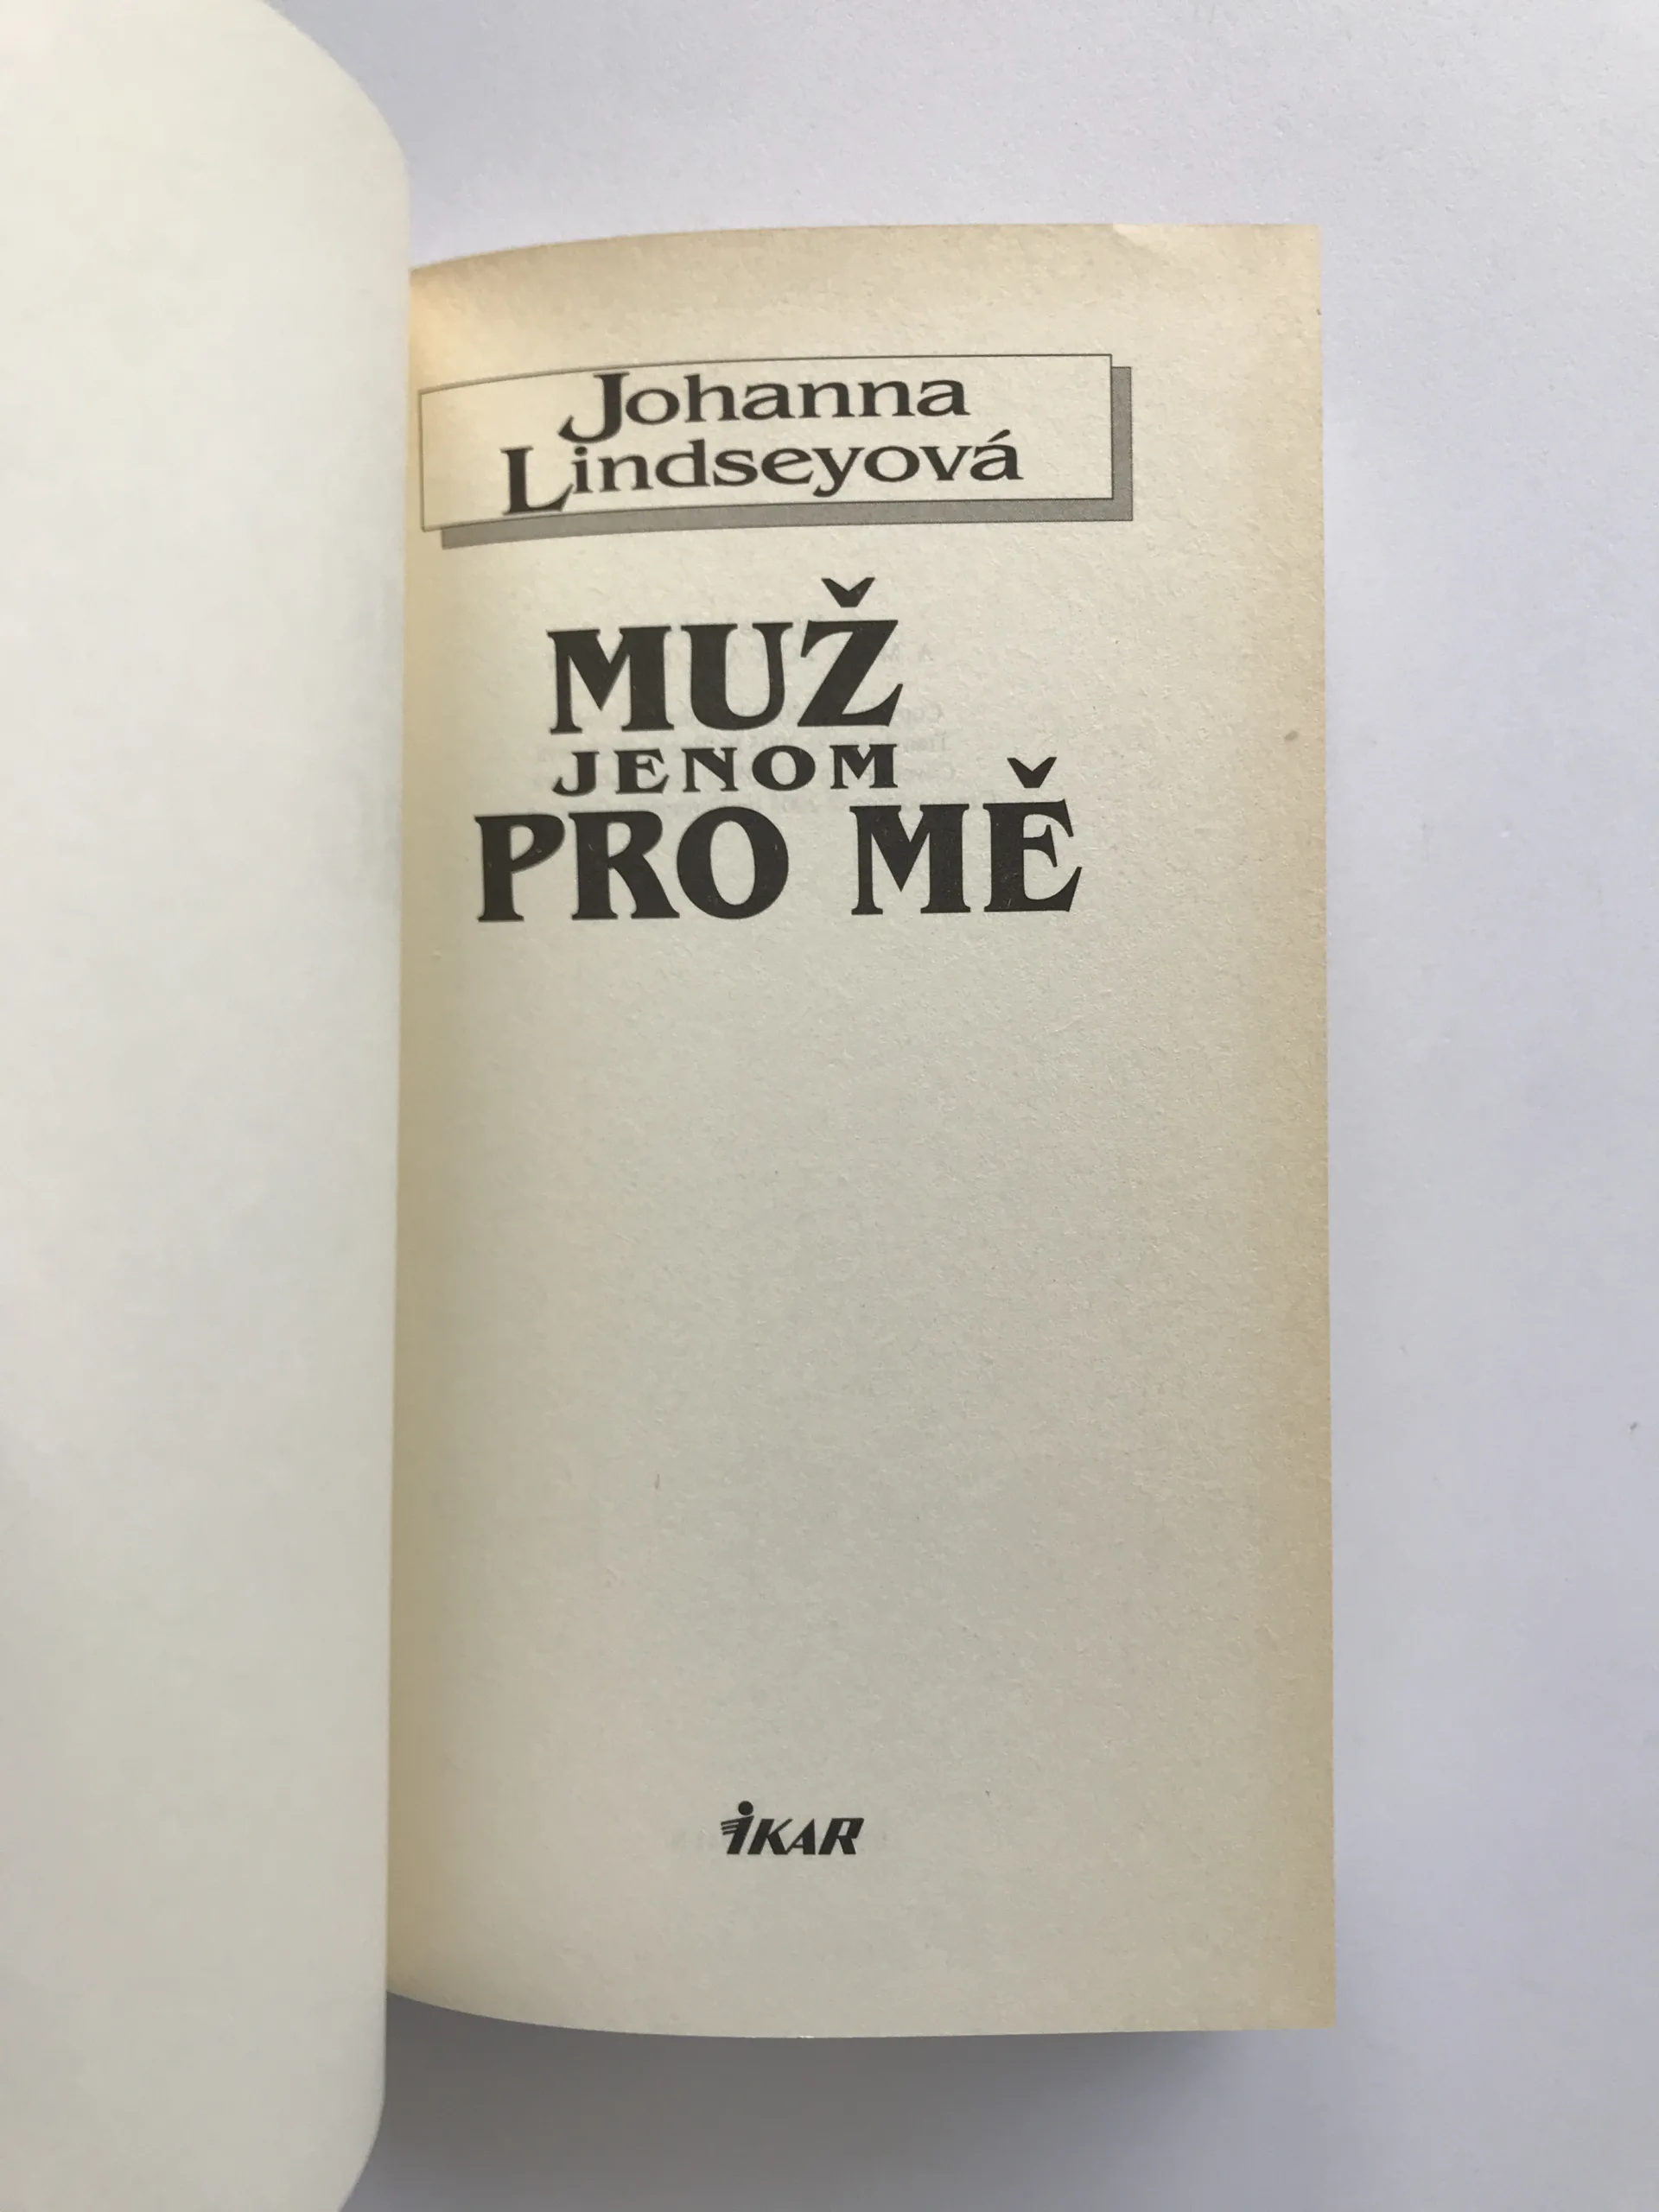 Johanna
Lindseyová
MUŽ
JENOM
PRO MĚ
IKAR